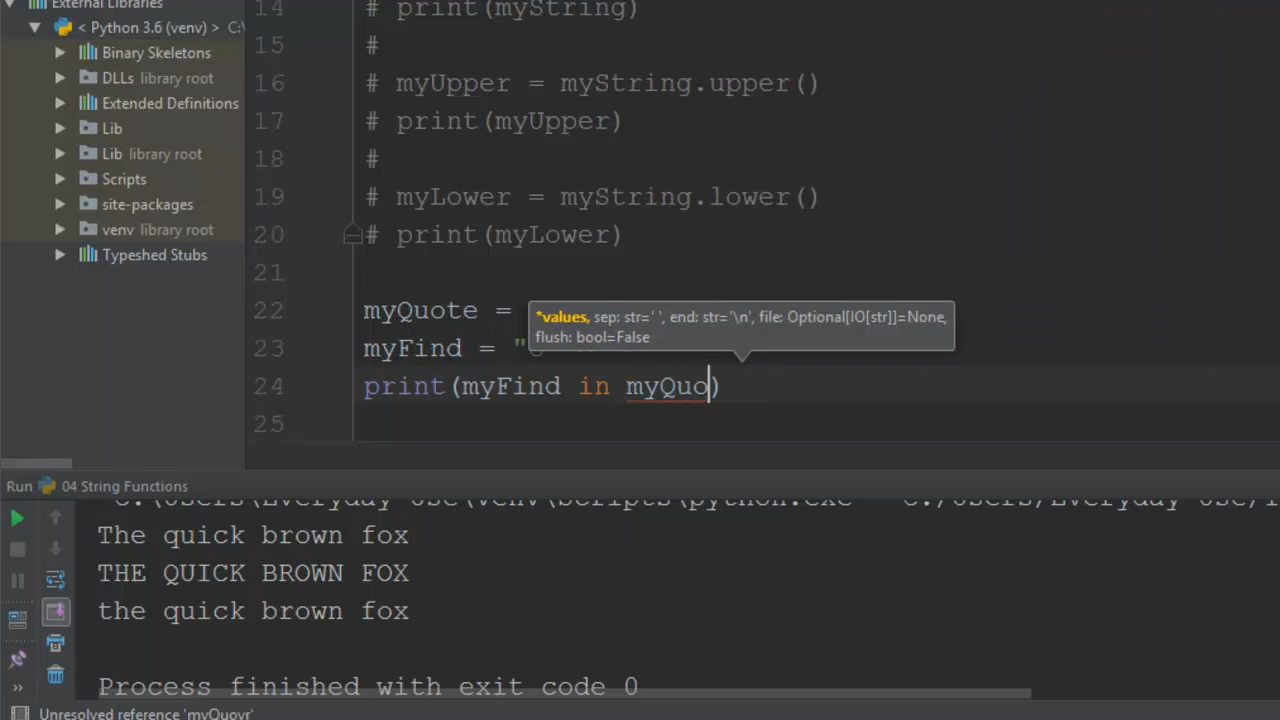 External Libraries
< Python 3.6 (venv) > C:\
Binary Skeletons
DLLs library root
Extended Definitions
Lib
Lib library root
Scripts
site-packages
venv library root
Typeshed Stubs
14 # print(myString)
15 #
16 # myUpper = myString.upper()
17 # print(myUpper)
18 #
19 # myLower = myString.lower()
20 # print(myLower)
21
22 myQuote =
*values, sep: str=' ', end: str='\n', file: Optional[IO[str]]=None,
flush: bool=False
23 myFind = "
24 print(myFind in myQuo)
25
Run 04 String Functions
C:\Users\Everyday Use\venv\Scripts\python.exe C:/Users/Everyday Use/
The quick brown fox
THE QUICK BROWN FOX
the quick brown fox
Process finished with exit code 0
»
Unresolved reference 'myQuoyr'